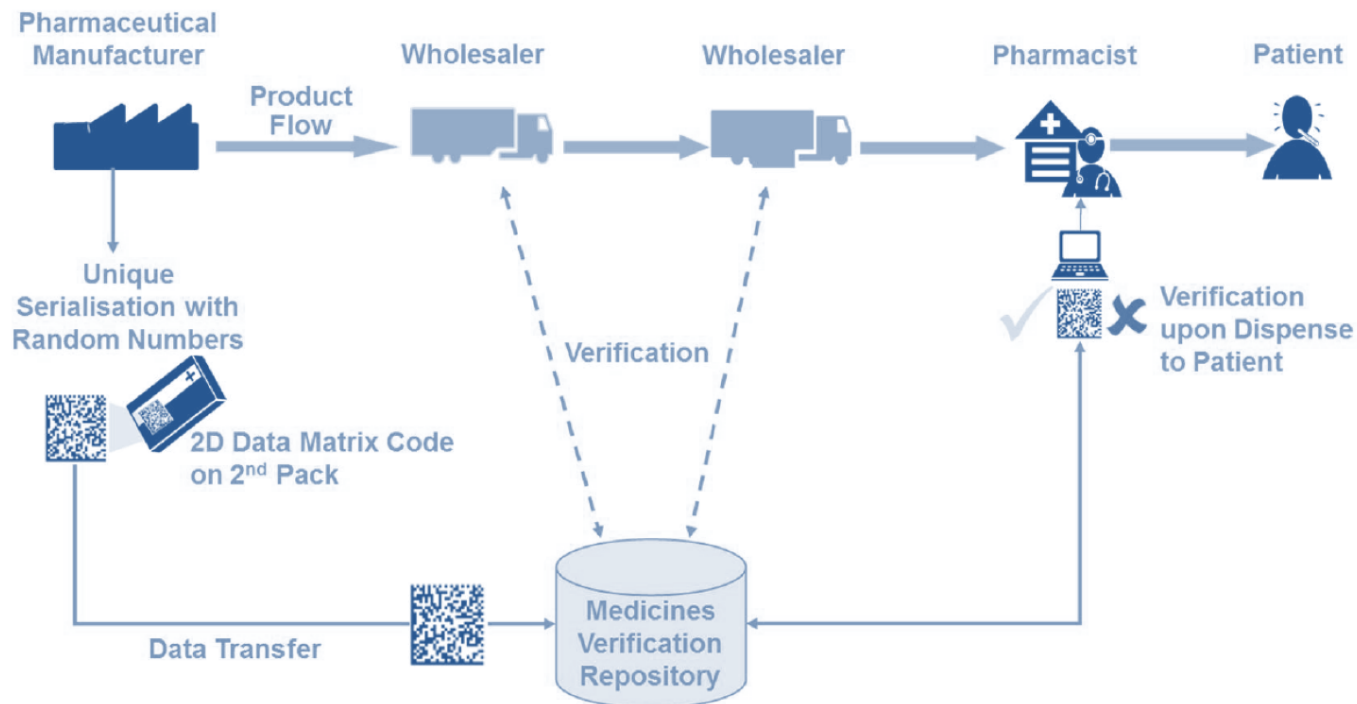 Pharmaceutical
Manufacturer
Wholesaler
Wholesaler
Pharmacist
Patient
Product
Flow
Unique
Serialisation with
Random Numbers
Verification
Verification
upon Dispense
to Patient
2D Data Matrix Code
on 2nd Pack
Medicines
Verification
Repository
Data Transfer